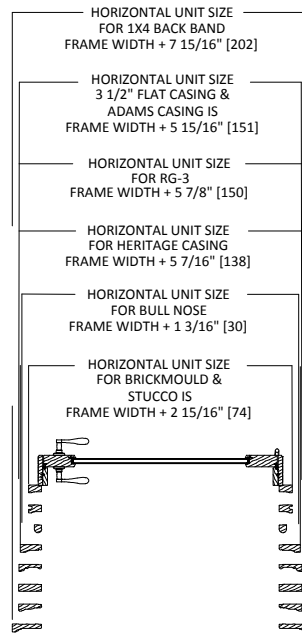 HORIZONTAL UNIT SIZE
FOR 1X4 BACK BAND
FRAME WIDTH + 7 15/16" [202]
HORIZONTAL UNIT SIZE
3 1/2" FLAT CASING &
ADAMS CASING IS
FRAME WIDTH + 5 15/16" [151]
HORIZONTAL UNIT SIZE
FOR RG-3
FRAME WIDTH + 5 7/8" [150]
HORIZONTAL UNIT SIZE
FOR HERITAGE CASING
FRAME WIDTH + 5 7/16" [138]
HORIZONTAL UNIT SIZE
FOR BULL NOSE
FRAME WIDTH + 1 3/16" [30]
HORIZONTAL UNIT SIZE
FOR BRICKMOULD &
STUCCO IS
FRAME WIDTH + 2 15/16" [74]